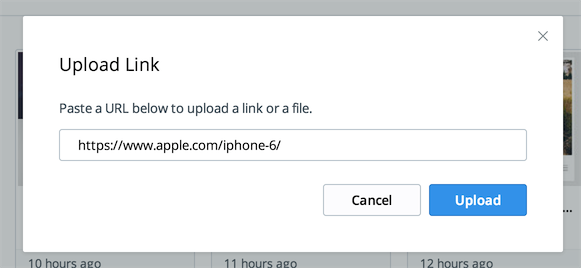 Upload Link
Paste a URL below to upload a link or a file.
https://www.apple.com/iphone-6/
Cancel Upload
10 hours ago 11 hours ago 12 hours ago